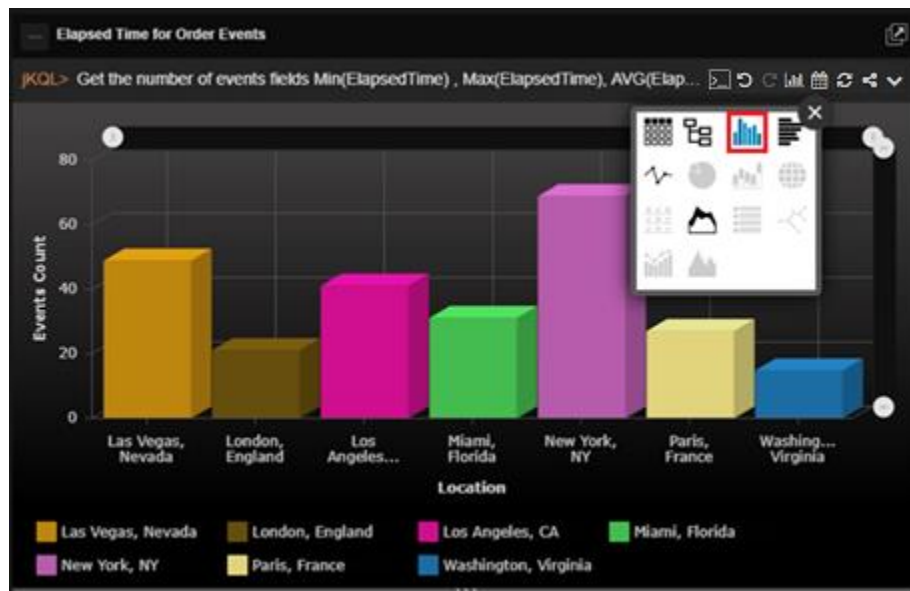 Elapsed Time for Order Events
jKQL> Get the number of events fields Min(ElapsedTime) , Max(ElapsedTime), AVG(Elap...
80
60
40
20
0
Events Count
Las Vegas,
Nevada
London,
England
Los
Angeles...
Miami,
Florida
New York,
NY
Paris,
France
Washing...
Virginia
Location
Las Vegas, Nevada
London, England
Los Angeles, CA
Miami, Florida
New York, NY
Paris, France
Washington, Virginia